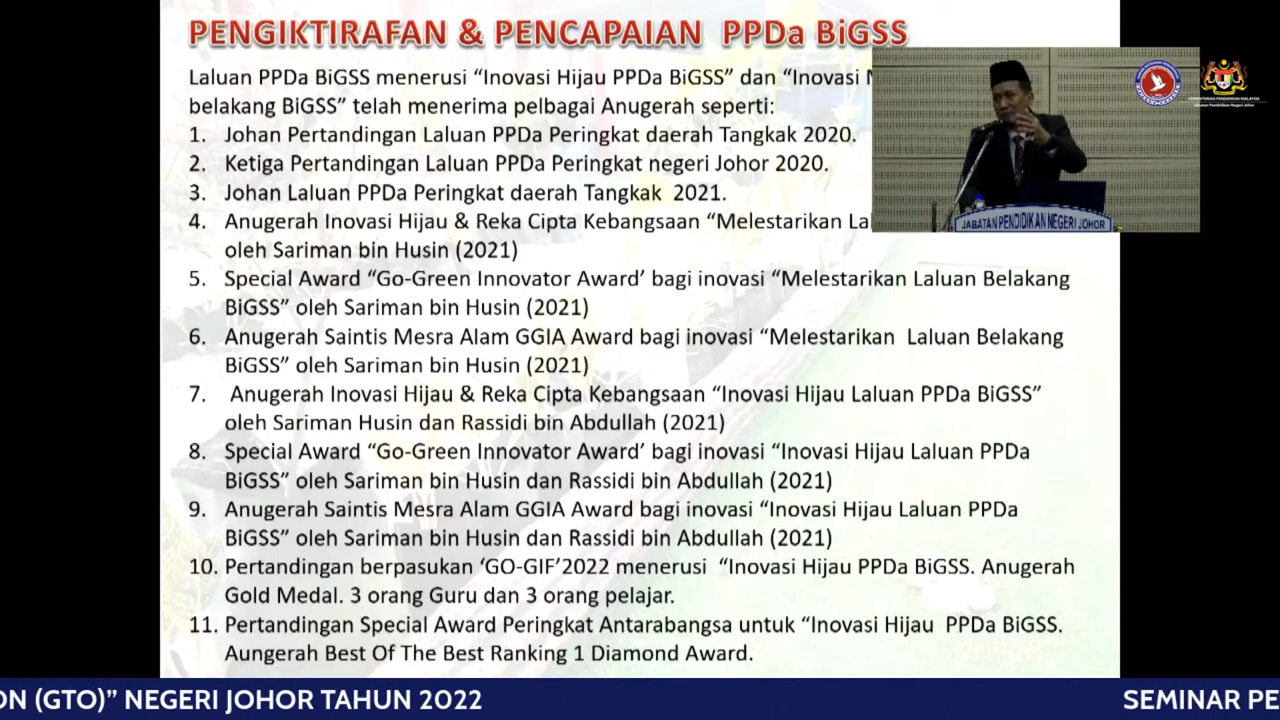 PENGIKTIRAFAN & PENCAPAIAN PPDa BiGSS
Laluan PPDa BiGSS menerusi “Inovasi Hijau PPDa BiGSS” dan “Inovasi
belakang BiGSS” telah menerima pelbagai Anugerah seperti:
1. Johan Pertandingan Laluan PPDa Peringkat daerah Tangkak 2020.
2. Ketiga Pertandingan Laluan PPDa Peringkat negeri Johor 2020.
3. Johan Laluan PPDa Peringkat daerah Tangkak 2021.
4. Anugerah Inovasi Hijau & Reka Cipta Kebangsaan “Melestarikan
oleh Sariman bin Husin (2021)
5. Special Award “Go-Green Innovator Award’ bagi inovasi “Melestarikan Laluan Belakang
BiGSS” oleh Sariman bin Husin (2021)
6. Anugerah Saintis Mesra Alam GGIA Award bagi inovasi “Melestarikan Laluan Belakang
BiGSS” oleh Sariman bin Husin (2021)
7. Anugerah Inovasi Hijau & Reka Cipta Kebangsaan “Inovasi Hijau Laluan PPDa BiGSS”
oleh Sariman Husin dan Rassidi bin Abdullah (2021)
8. Special Award “Go-Green Innovator Award’ bagi inovasi “Inovasi Hijau Laluan PPDa
BiGSS” oleh Sariman bin Husin dan Rassidi bin Abdullah (2021)
9. Anugerah Saintis Mesra Alam GGIA Award bagi inovasi “Inovasi Hijau Laluan PPDa
BiGSS” oleh Sariman bin Husin dan Rassidi bin Abdullah (2021)
10. Pertandingan berpasukan ‘GO-GIF’2022 menerusi “Inovasi Hijau PPDa BiGSS. Anugerah
Gold Medal. 3 orang Guru dan 3 orang pelajar.
11. Pertandingan Special Award Peringkat Antarabangsa untuk “Inovasi Hijau PPDa BiGSS.
Aungerah Best Of The Best Ranking 1 Diamond Award.
KEMENTERIAN PENDIDIKAN MALAYSIA
Jabatan Pendidikan Negeri Johor
JABATAN PENDIDIKAN NEGERI JOHOR
ON (GTO)” NEGERI JOHOR TAHUN 2022
SEMINAR PE